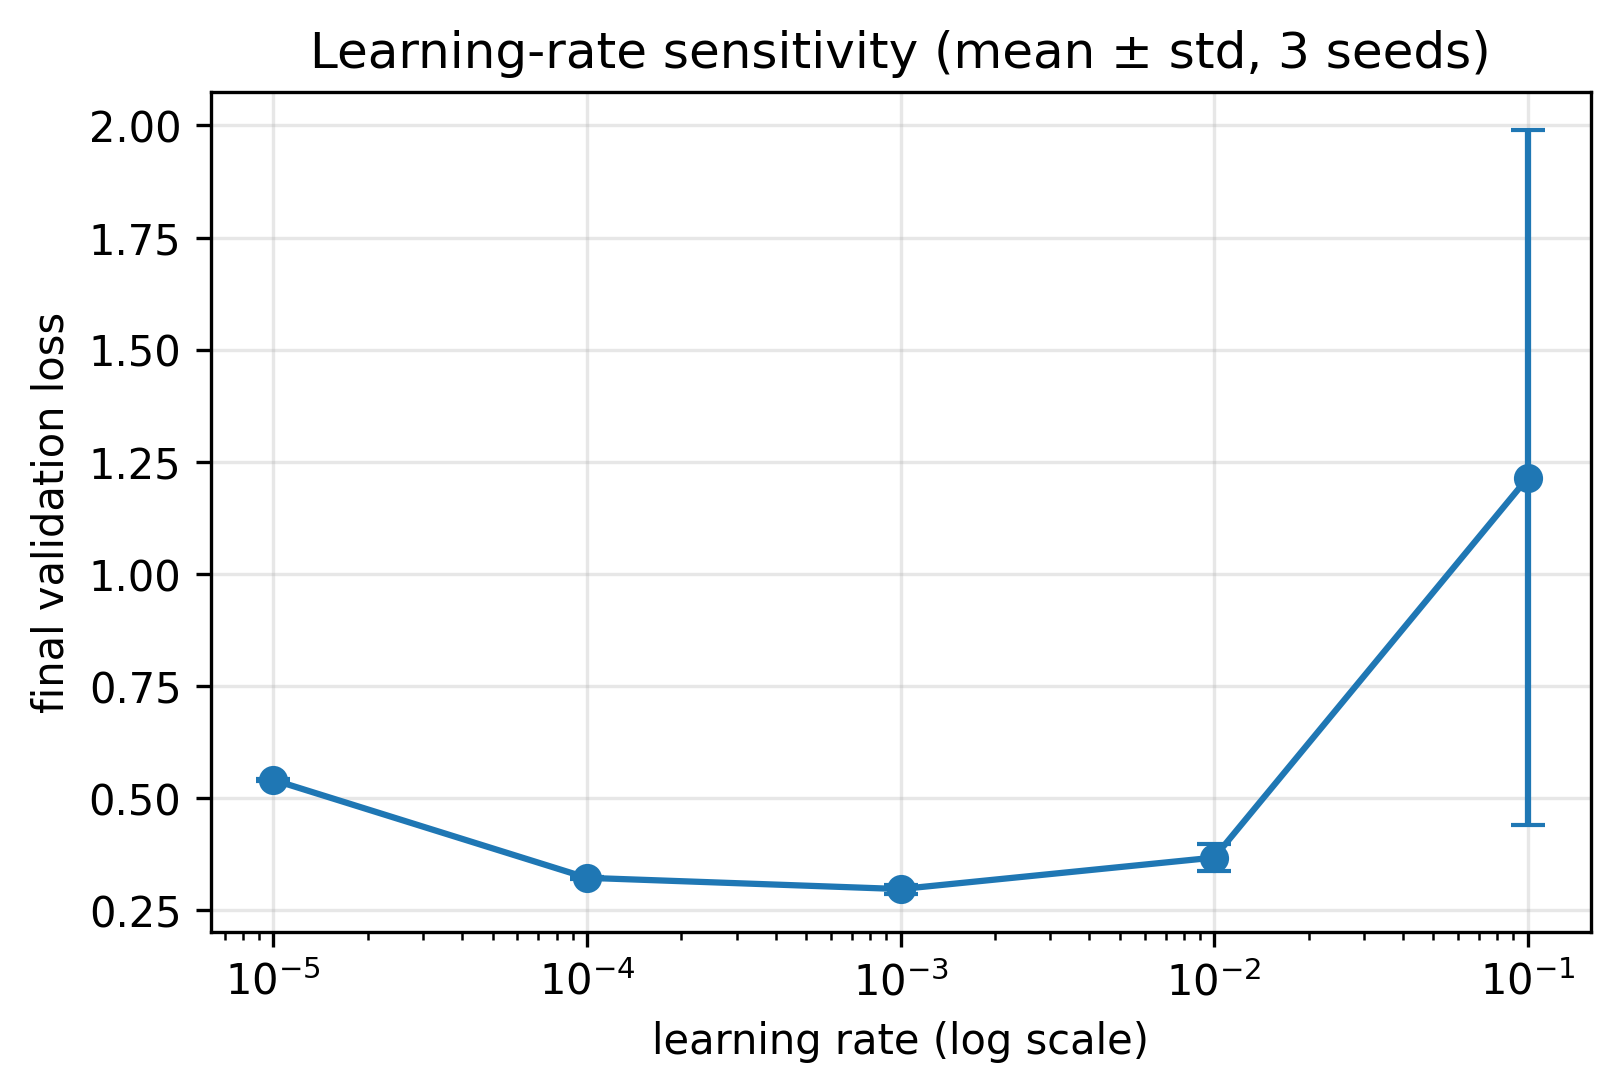 Learning-rate sensitivity (mean ± std, 3 seeds)
final validation loss
2.00
1.75
1.50
1.25
1.00
0.75
0.50
0.25
10⁻⁵ 10⁻⁴ 10⁻³ 10⁻² 10⁻¹
learning rate (log scale)